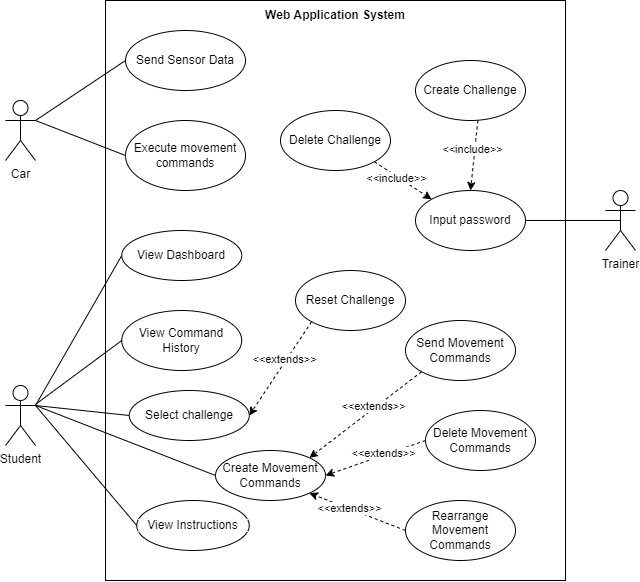 Web Application System
Send Sensor Data
Create Challenge
Delete Challenge
<<include>>
Execute movement
commands
Car
<<include>>
Input password
Trainer
View Dashboard
Reset Challenge
View Command
History
Send Movement
Commands
<<extends>>
Select challenge
<<extends>>
Student
Delete Movement
Commands
<<extends>>
Create Movement
Commands
<<extends>>
View Instructions
Rearrange
Movement
Commands